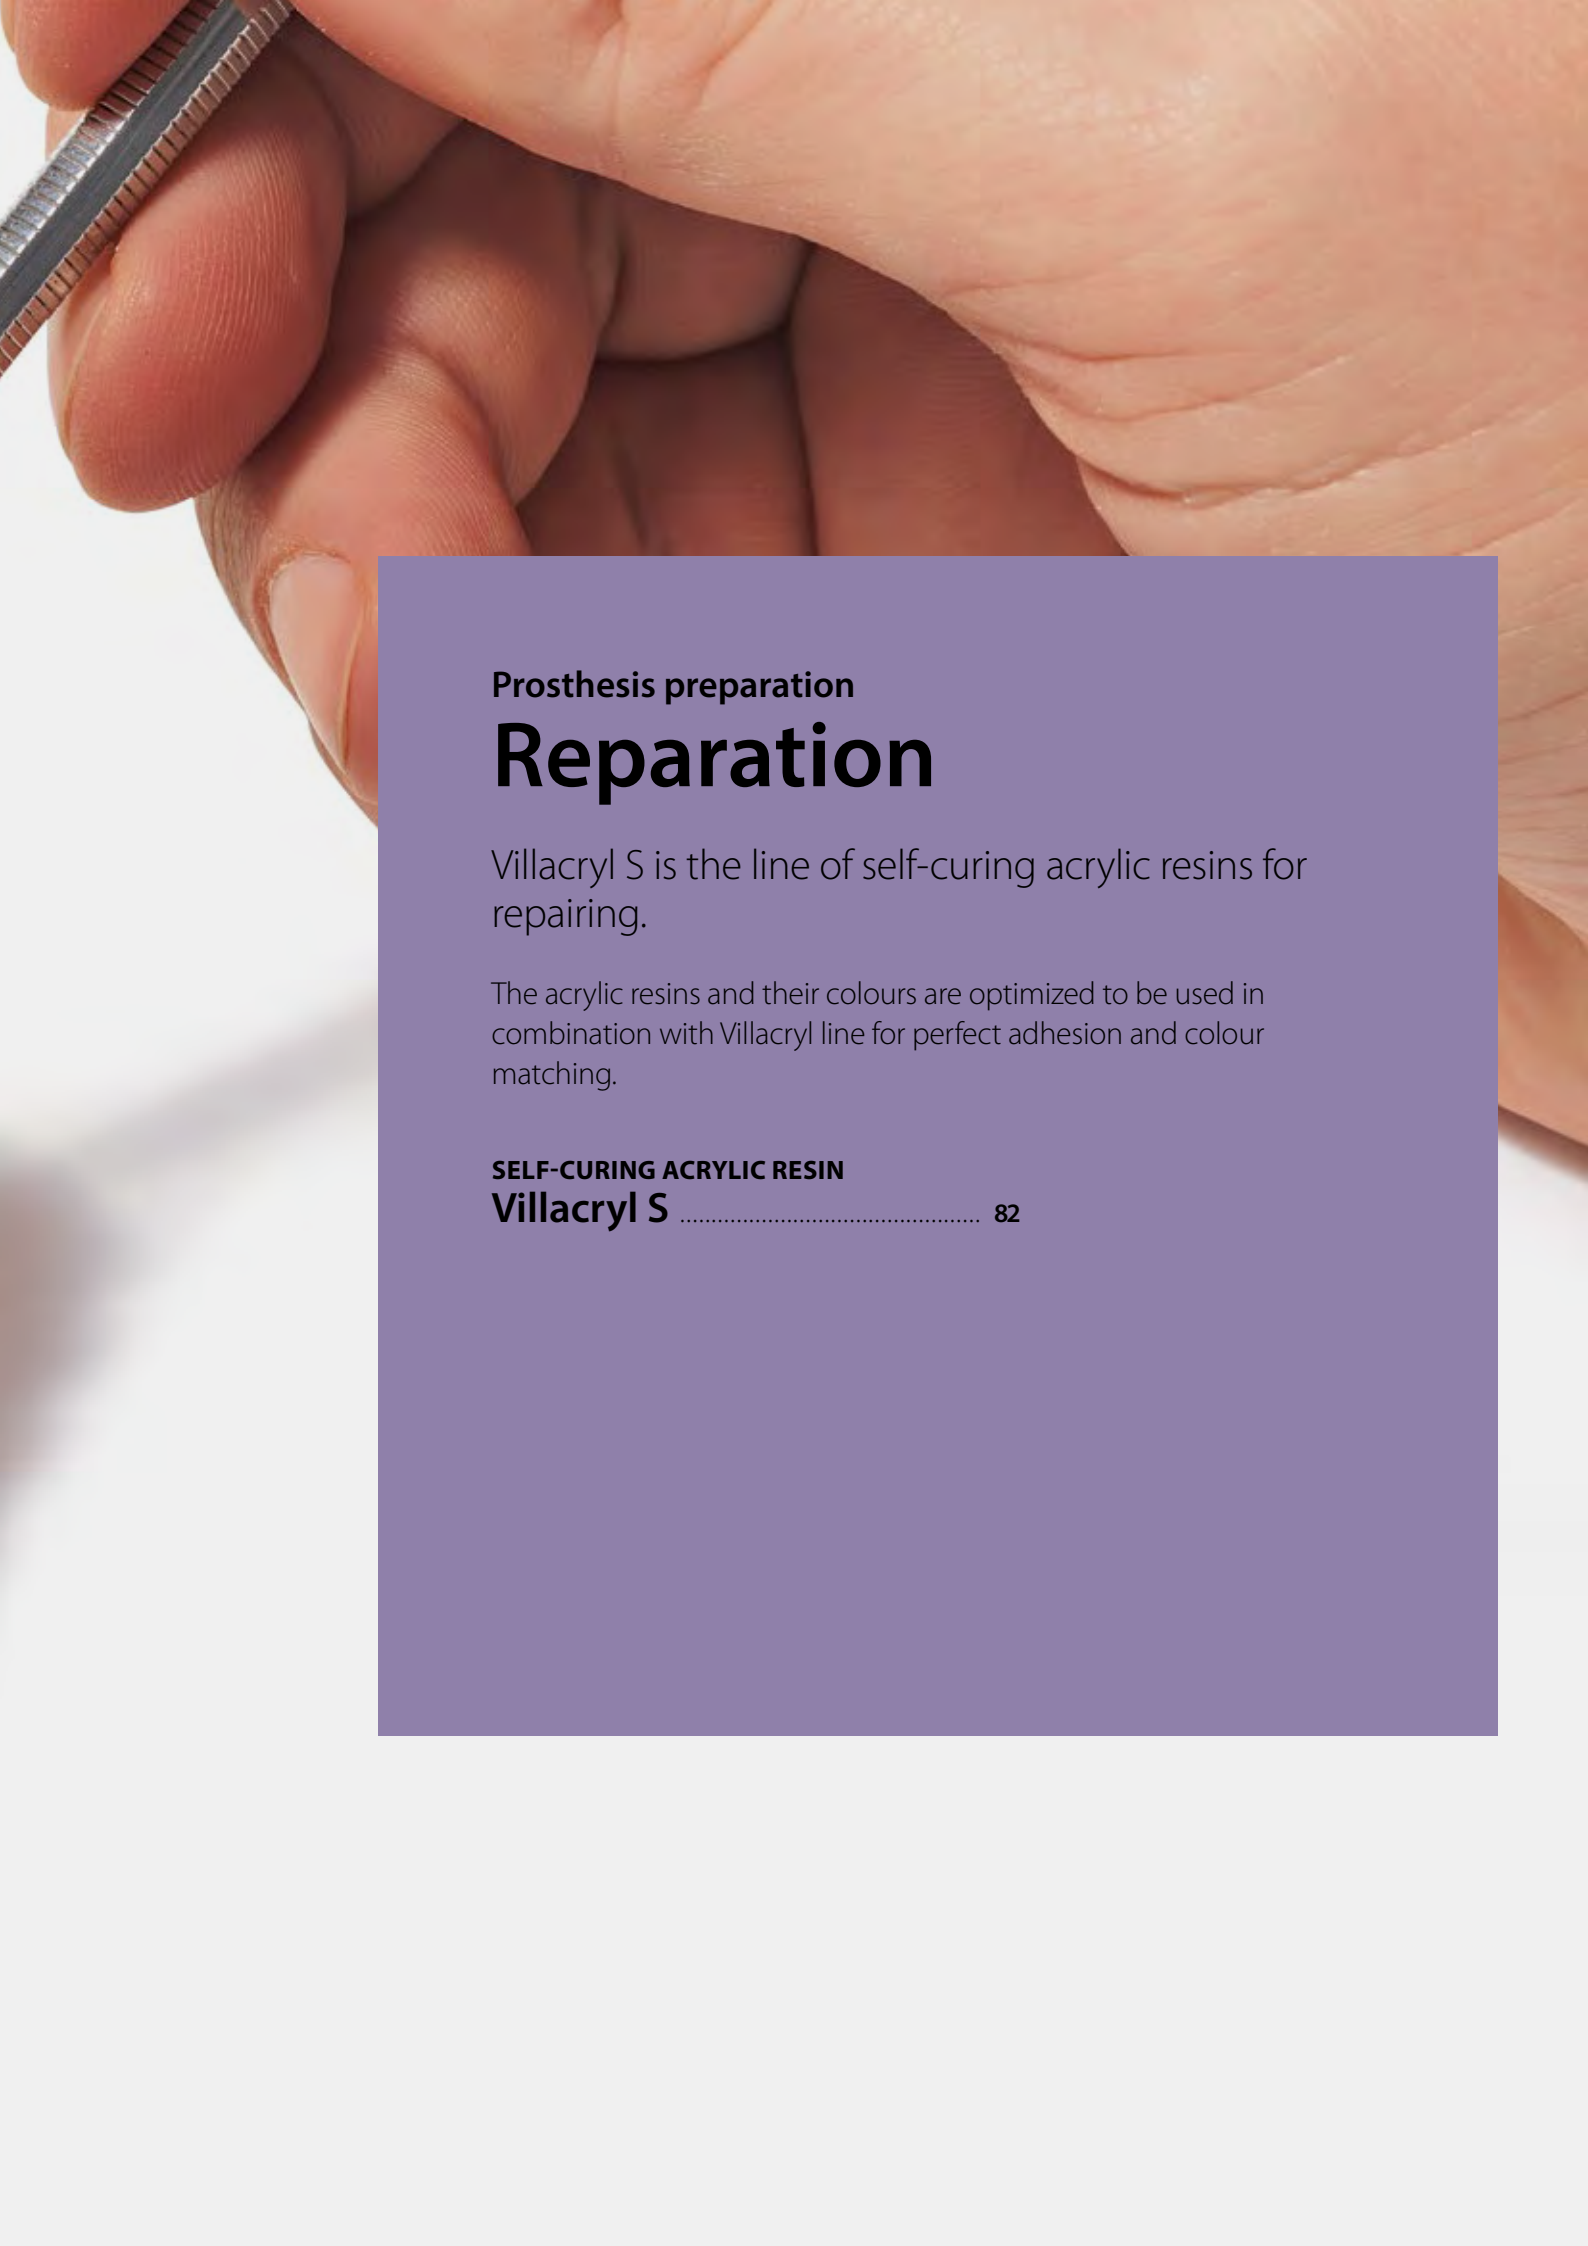 Prosthesis preparation
Reparation
Villacryl S is the line of self-curing acrylic resins for
repairing.
The acrylic resins and their colours are optimized to be used in
combination with Villacryl line for perfect adhesion and colour
matching.
SELF-CURING ACRYLIC RESIN
Villacryl S ................................................ 82